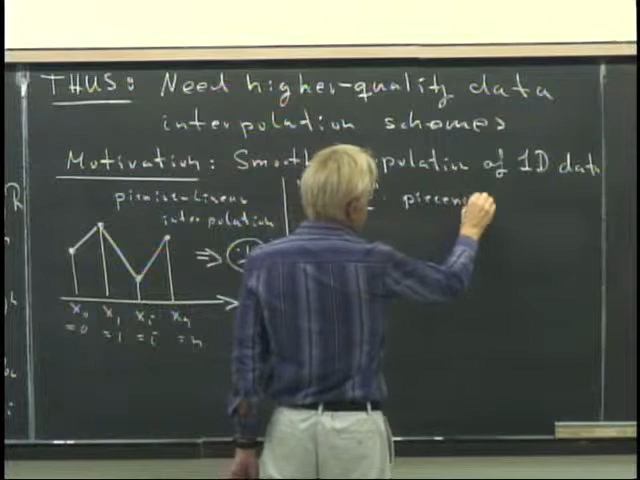 THUS: Need higher-quality data
interpolation schemes
Motivation: Smooth polation of 1D data
piecewise-linear
interpolation
piecew
=>
x0 x1 xi xn
=0 =1 =i =n
R